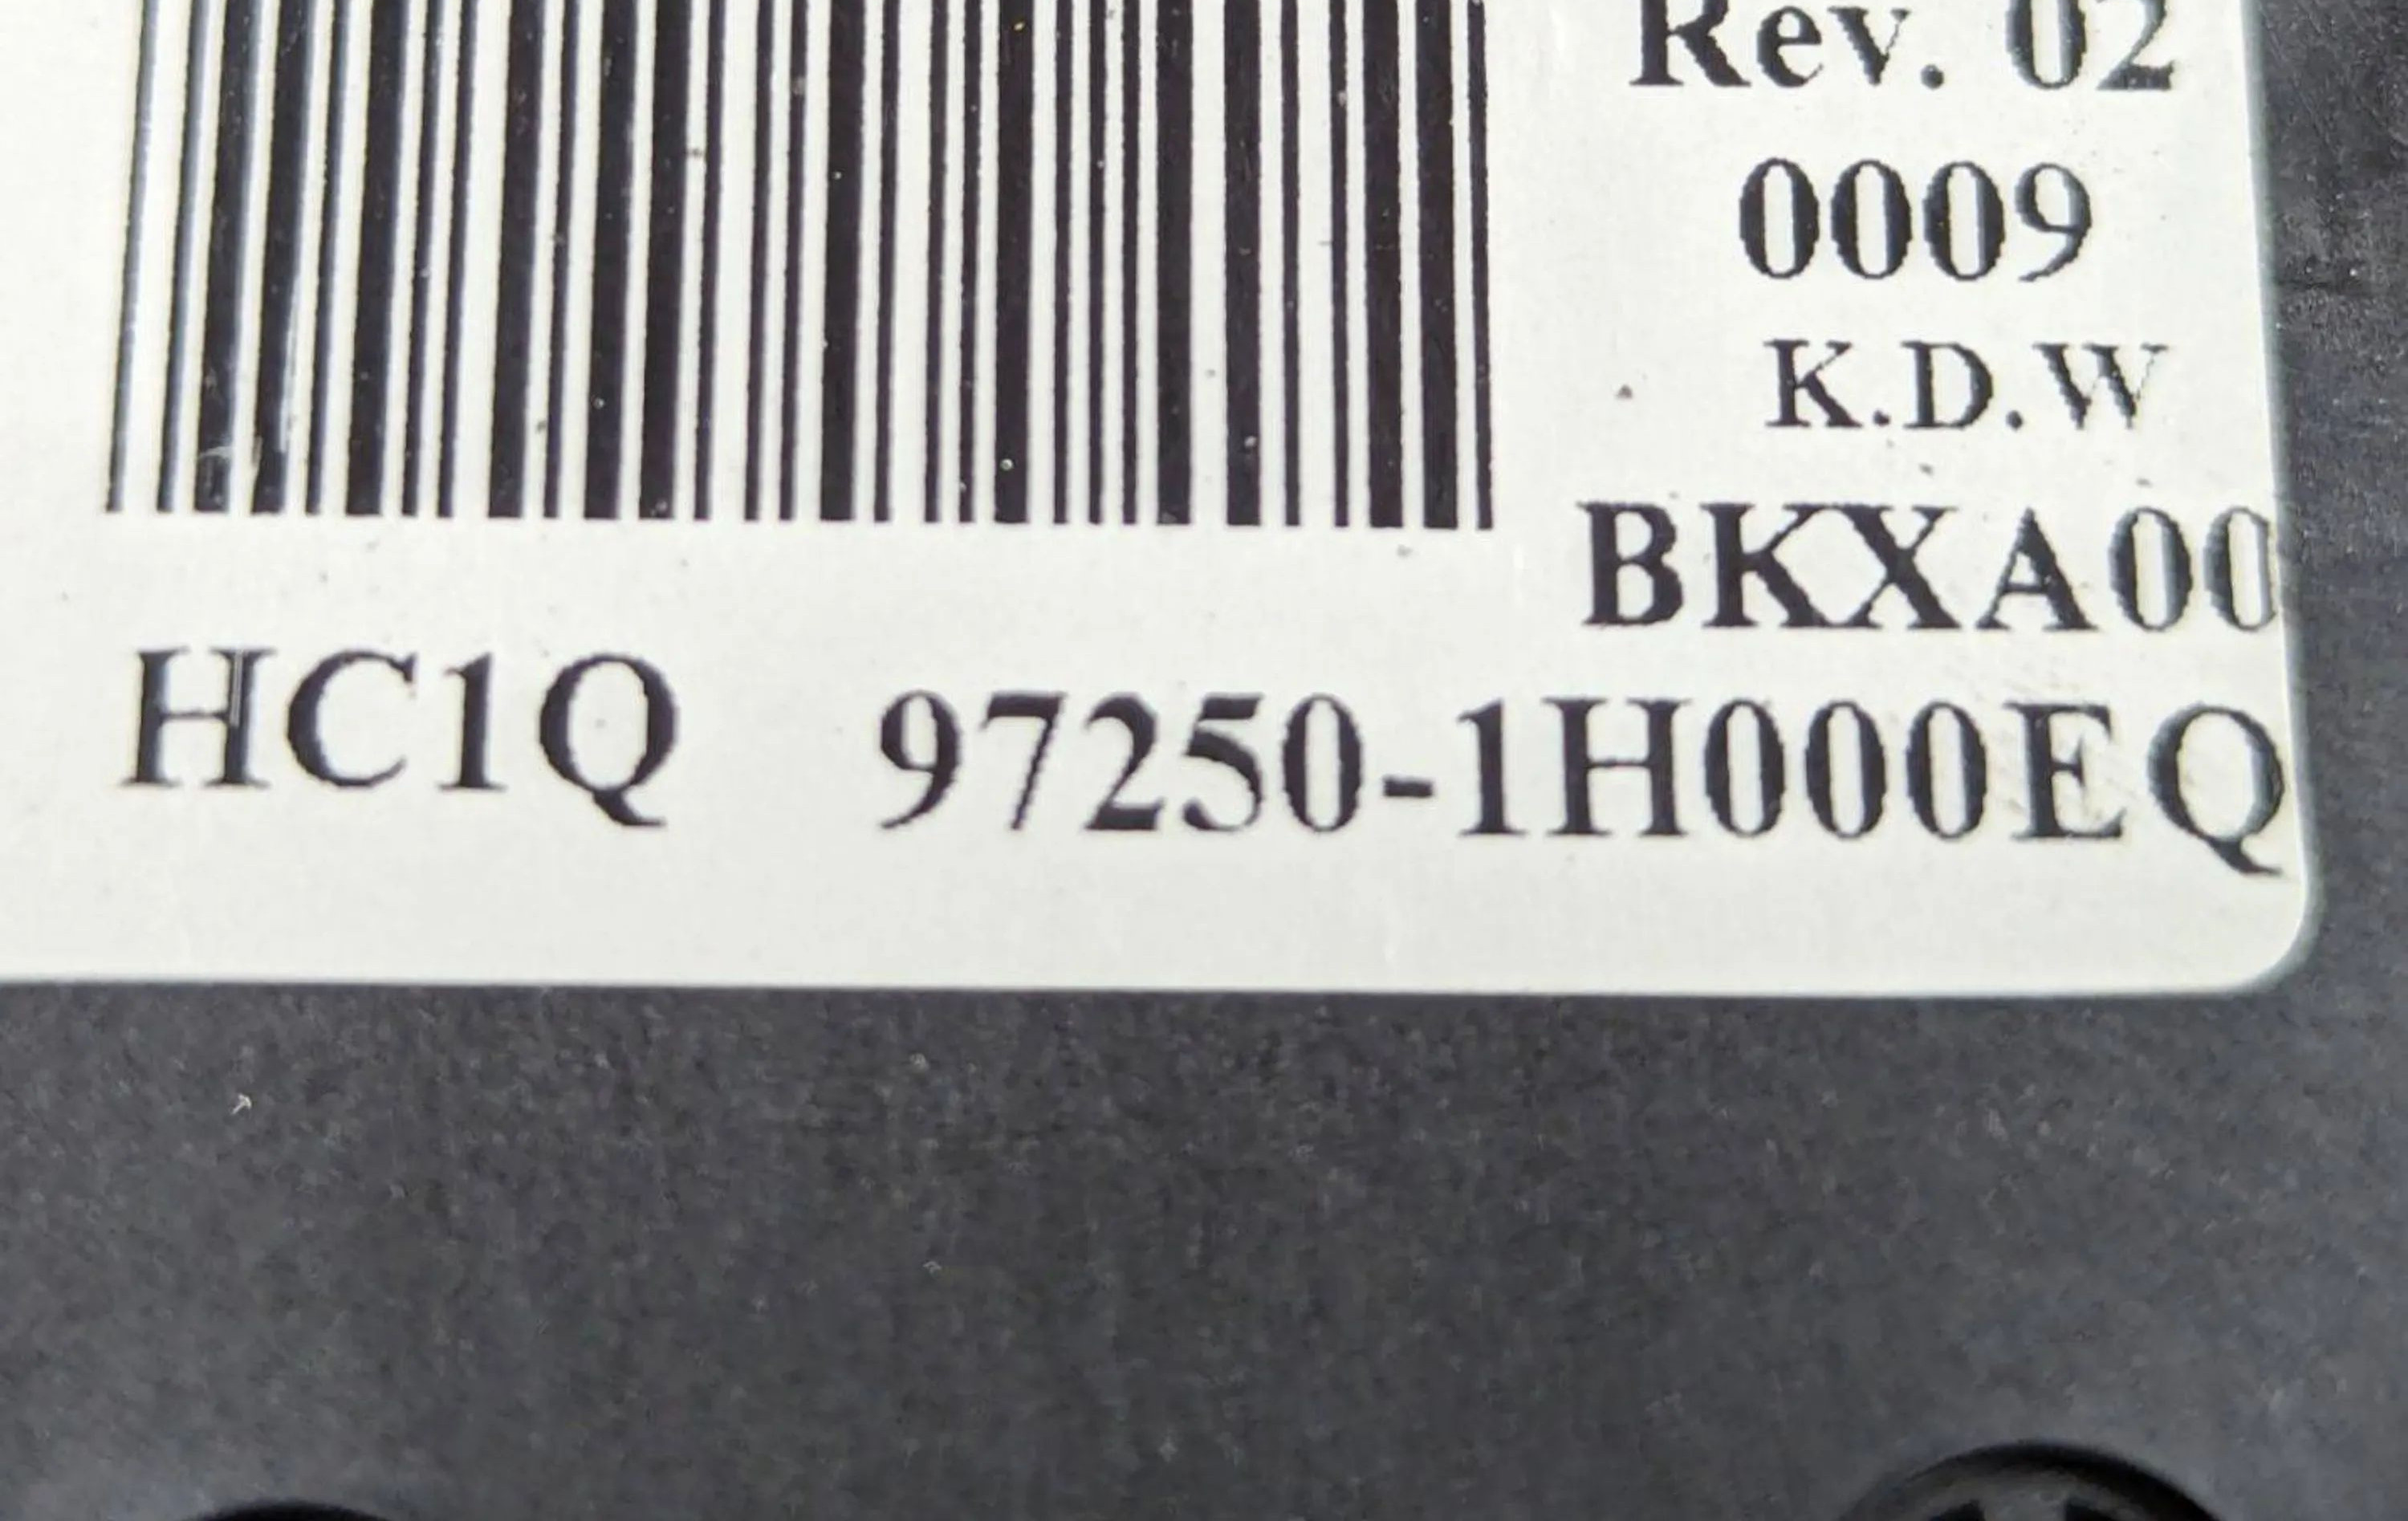 Rev. 02
0009
K.D.W
BKXA00
HC1Q 97250-1H000EQ